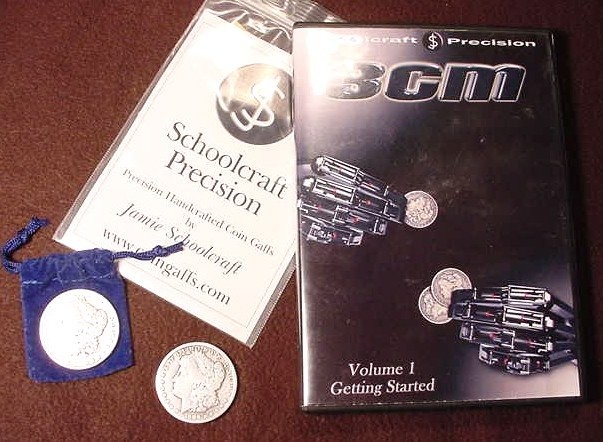 Schoolcraft
Precision
Precision Handcrafted Coin Gaffs
by
Jamie Schoolcraft
Precision
3CM
Volume 1
Getting Started